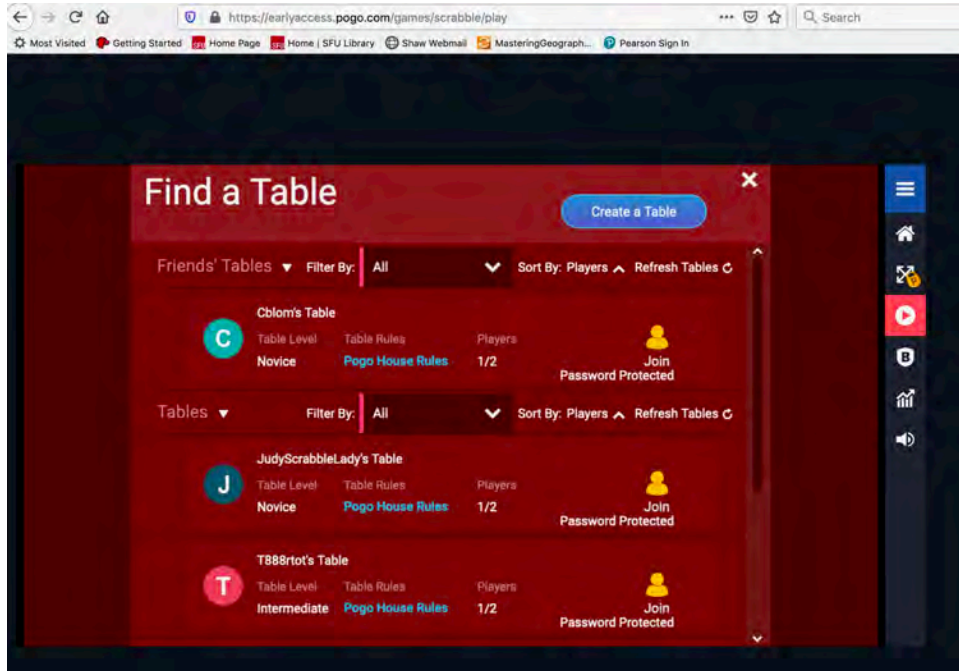 https://earlyaccess.pogo.com/games/scrabble/play
Search
Most Visited Getting Started Home Page Home | SFU Library Shaw Webmail MasteringGeograph... Pearson Sign In
Find a Table
Create a Table
Friends' Tables Filter By: All Sort By: Players Refresh Tables
Cblom's Table
C
Table Level Table Rules Players
Novice Pogo House Rules 1/2 Join
Password Protected
Tables Filter By: All Sort By: Players Refresh Tables
JudyScrabbleLady's Table
J
Table Level Table Rules Players
Novice Pogo House Rules 1/2 Join
Password Protected
T888rtot's Table
T
Table Level Table Rules Players
Intermediate Pogo House Rules 1/2 Join
Password Protected
B